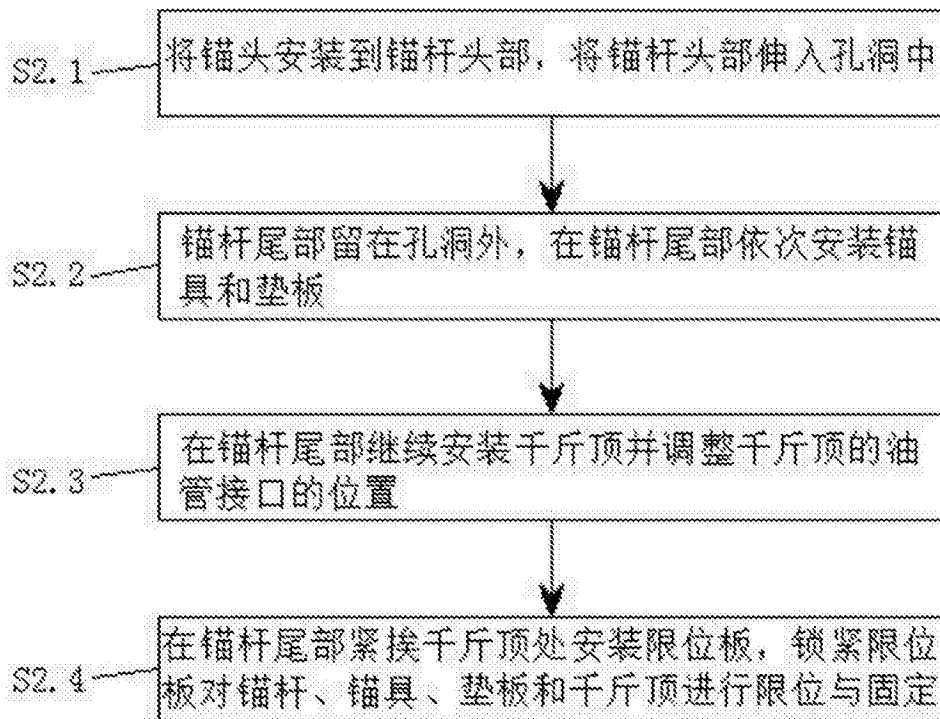 S2.1
将锚头安装到锚杆头部，将锚杆头部伸入孔洞中
S2.2
锚杆尾部留在孔洞外，在锚杆尾部依次安装锚
具和垫板
S2.3
在锚杆尾部继续安装千斤顶并调整千斤顶的油
管接口的位置
S2.4
在锚杆尾部紧挨千斤顶处安装限位板，锁紧限位
板对锚杆、锚具、垫板和千斤顶进行限位与固定